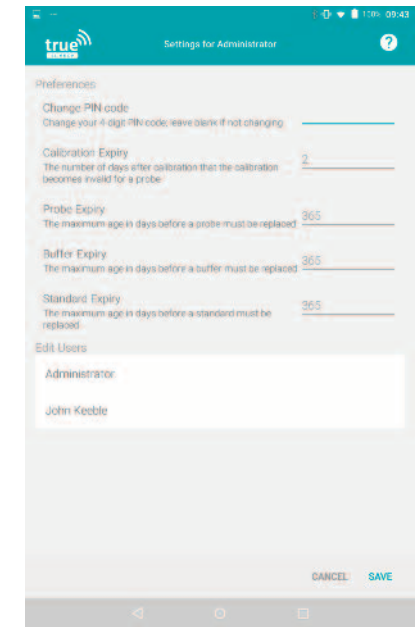 100% 09:43
true
Settings for Administrator
?
Preferences
Change PIN code
Change your 4-digit PIN code, leave blank if not changing
Calibration Expiry
The number of days after calibration that the calibration
becomes invalid for a probe
2
Probe Expiry
The maximum age in days before a probe must be replaced
365
Buffer Expiry
The maximum age in days before a buffer must be replaced
365
Standard Expiry
The maximum age in days before a standard must be
replaced
365
Edit Users
Administrator
John Keeble
CANCEL SAVE